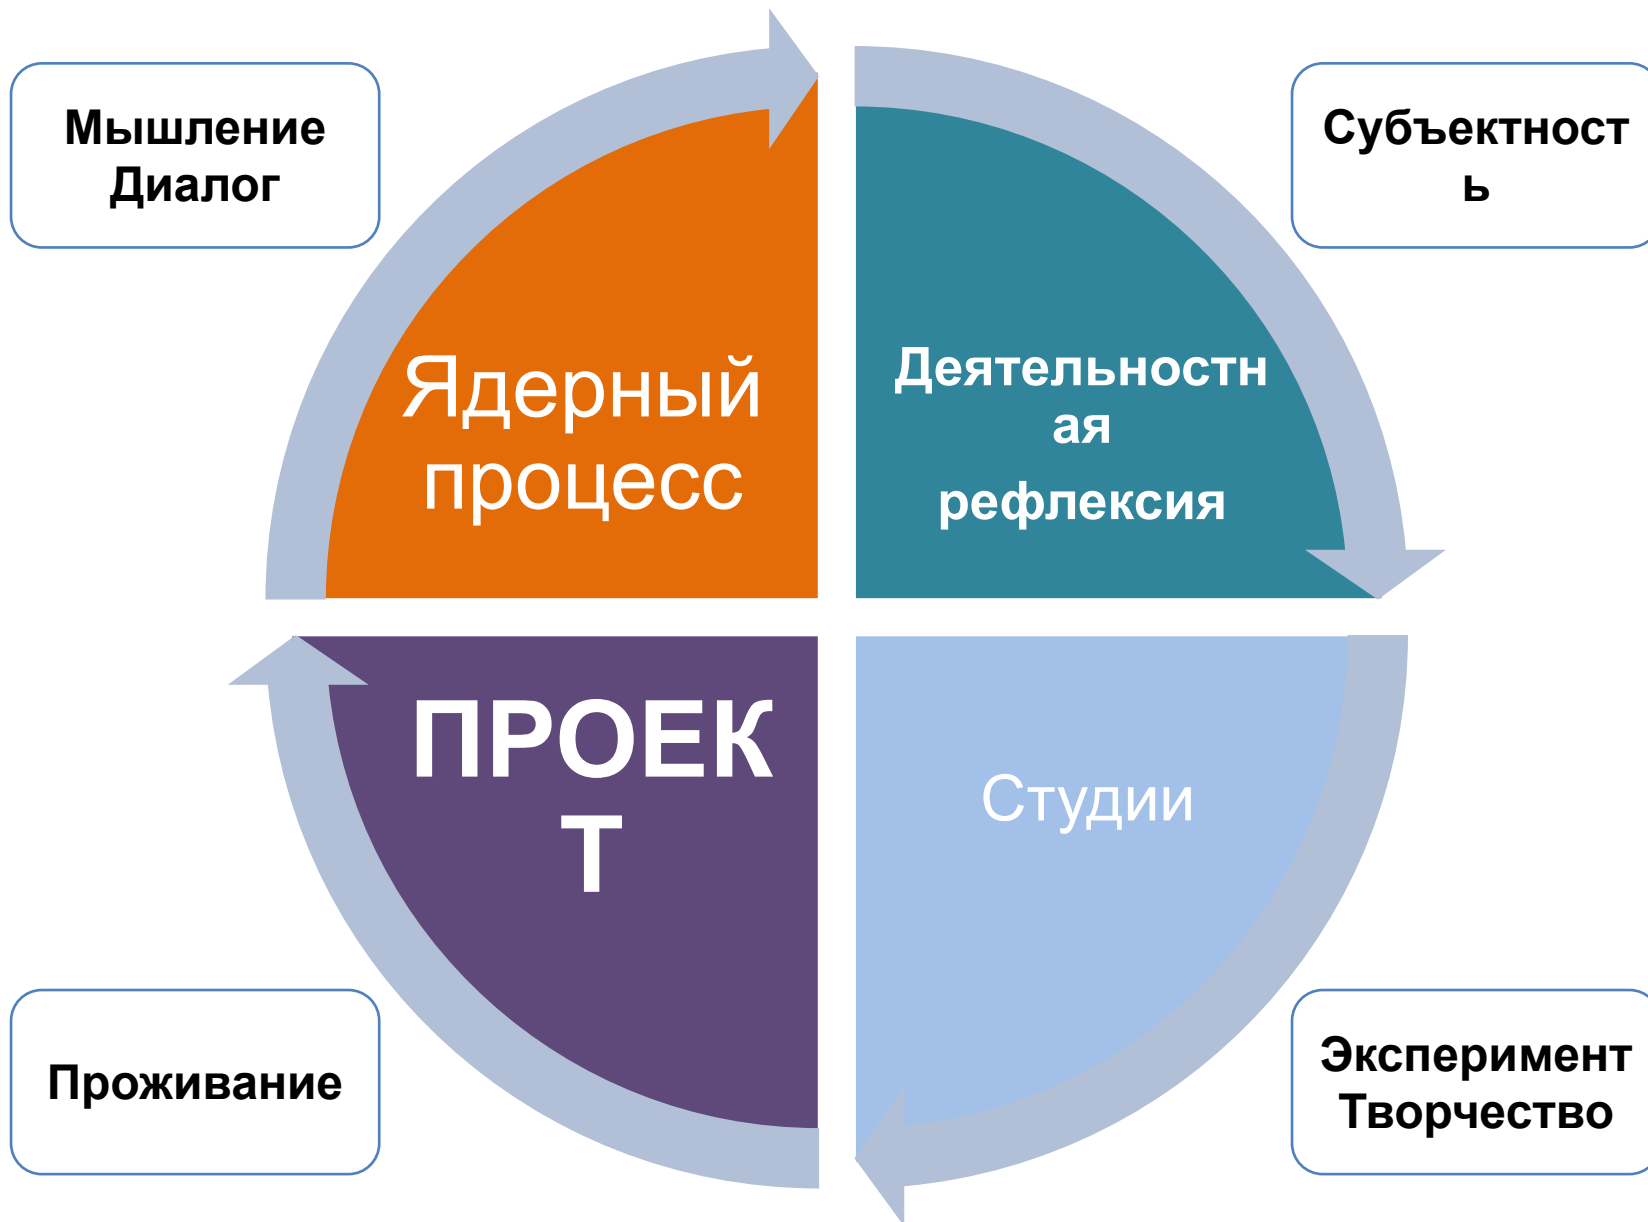 Мышление
Диалог
Субъектност
ь
Ядерный
процесс
Деятельностн
ая
рефлексия
ПРОЕК
Т
Студии
Проживание
Эксперимент
Творчество